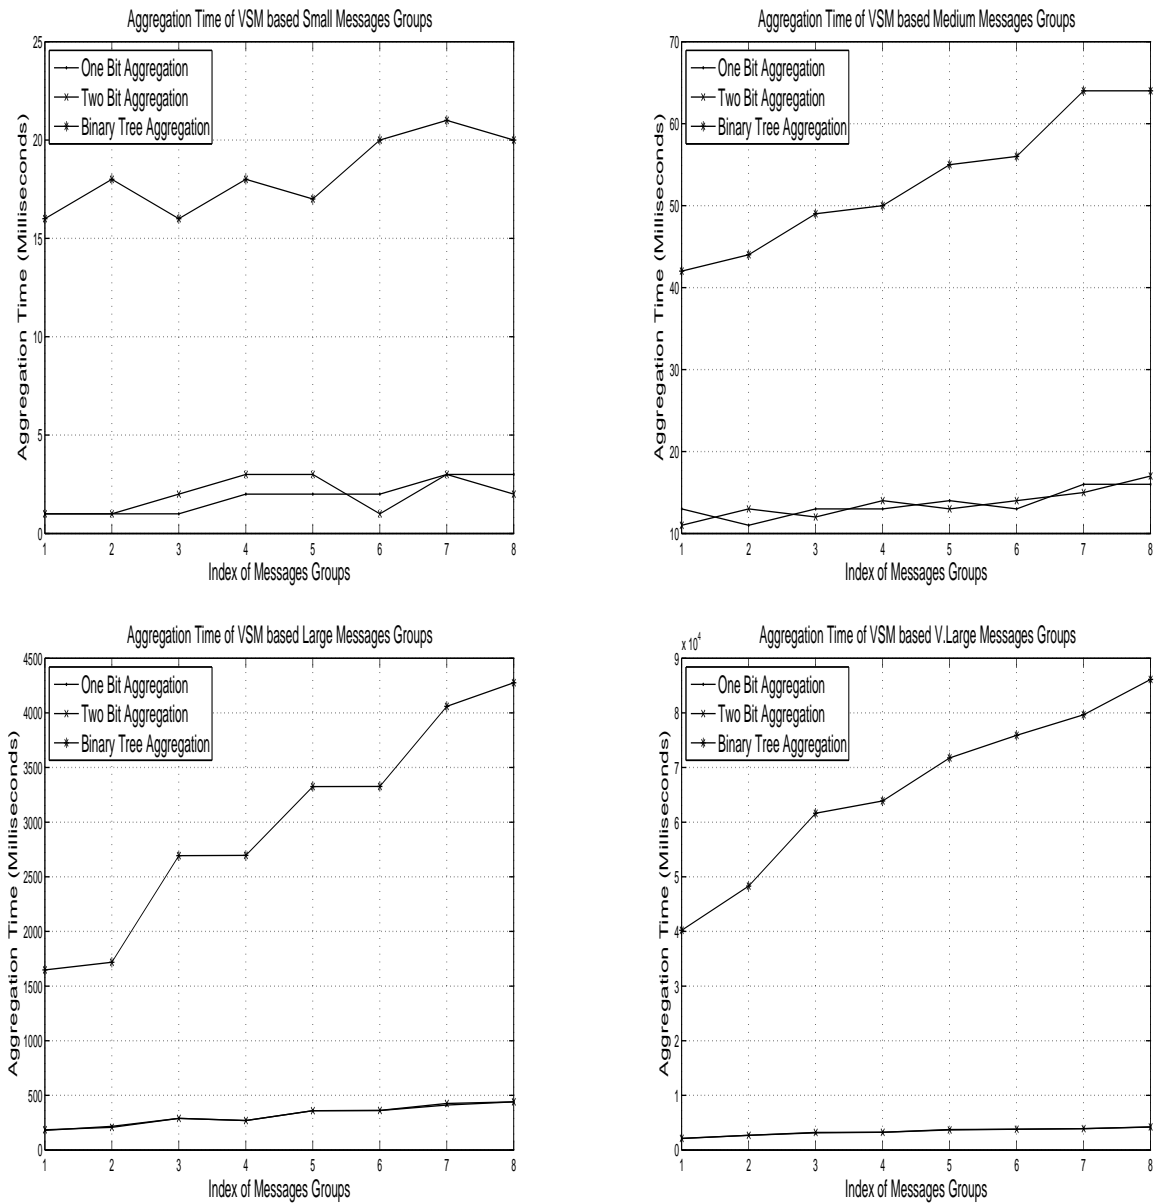 Aggregation Time of VSM based Small Messages Groups
25
20
15
10
5
0
Aggregation Time (Milliseconds)
One Bit Aggregation
Two Bit Aggregation
Binary Tree Aggregation
1 2 3 4 5 6 7 8
Index of Messages Groups
Aggregation Time of VSM based Medium Messages Groups
70
60
50
40
30
20
10
Aggregation Time (Milliseconds)
One Bit Aggregation
Two Bit Aggregation
Binary Tree Aggregation
1 2 3 4 5 6 7 8
Index of Messages Groups
Aggregation Time of VSM based Large Messages Groups
4500
4000
3500
3000
2500
2000
1500
1000
500
0
Aggregation Time (Milliseconds)
One Bit Aggregation
Two Bit Aggregation
Binary Tree Aggregation
1 2 3 4 5 6 7 8
Index of Messages Groups
Aggregation Time of VSM based V.Large Messages Groups
x 10^4
9
8
7
6
5
4
3
2
1
0
Aggregation Time (Milliseconds)
One Bit Aggregation
Two Bit Aggregation
Binary Tree Aggregation
1 2 3 4 5 6 7 8
Index of Messages Groups